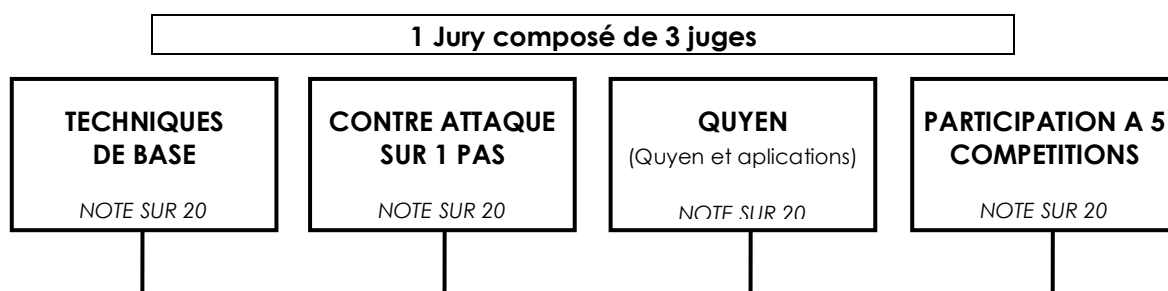 1 Jury composé de 3 juges
TECHNIQUES
DE BASE
NOTE SUR 20
CONTRE ATTAQUE
SUR 1 PAS
NOTE SUR 20
QUYEN
(Quyen et aplications)
NOTE SUR 20
PARTICIPATION A 5
COMPETITIONS
NOTE SUR 20